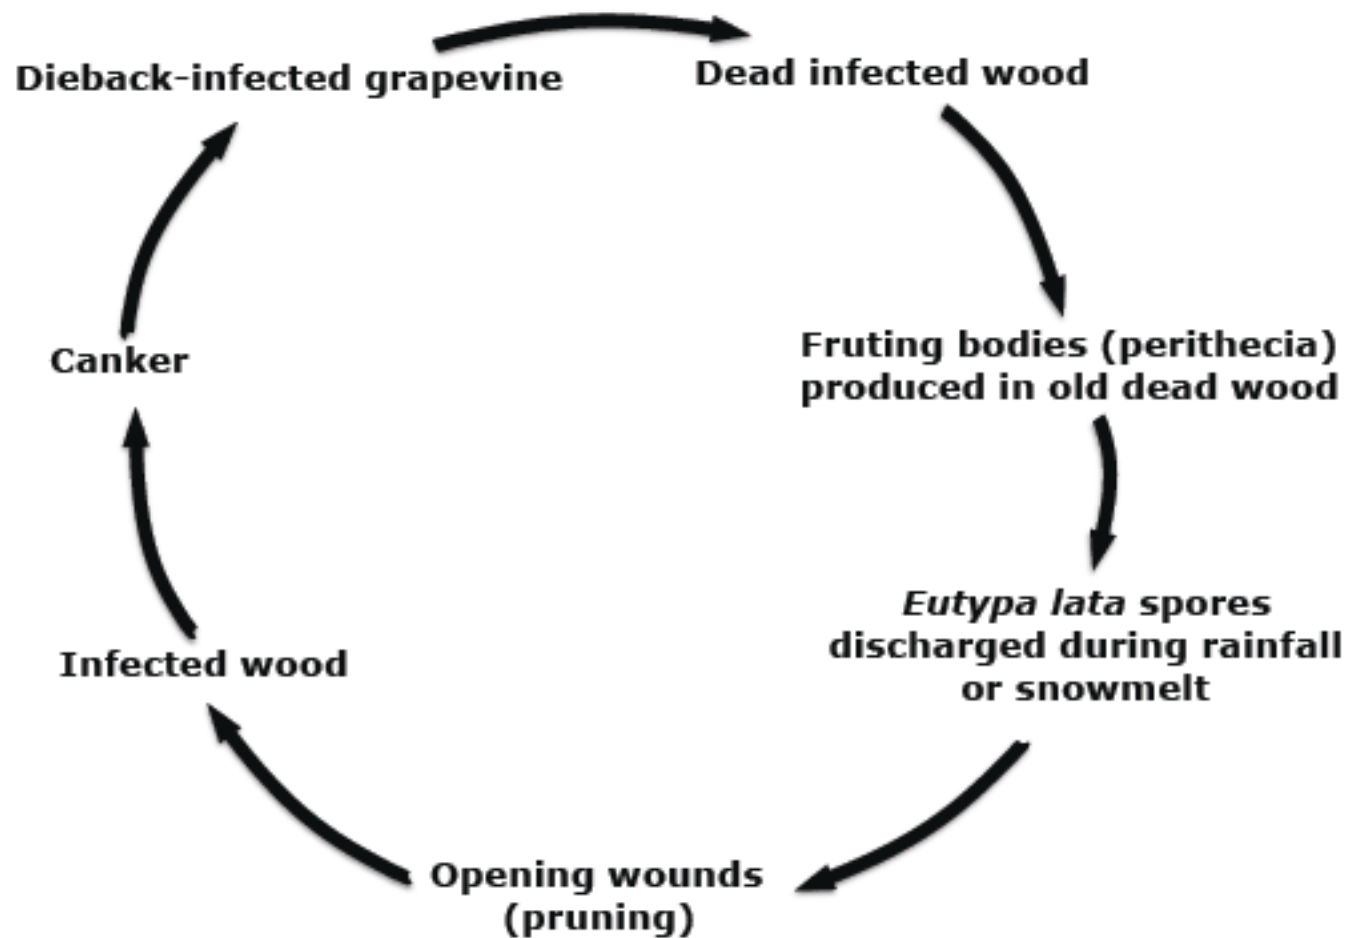 Dieback-infected grapevine
Dead infected wood
Fruting bodies (perithecia)
produced in old dead wood
Eutypa lata spores
discharged during rainfall
or snowmelt
Opening wounds
(pruning)
Infected wood
Canker